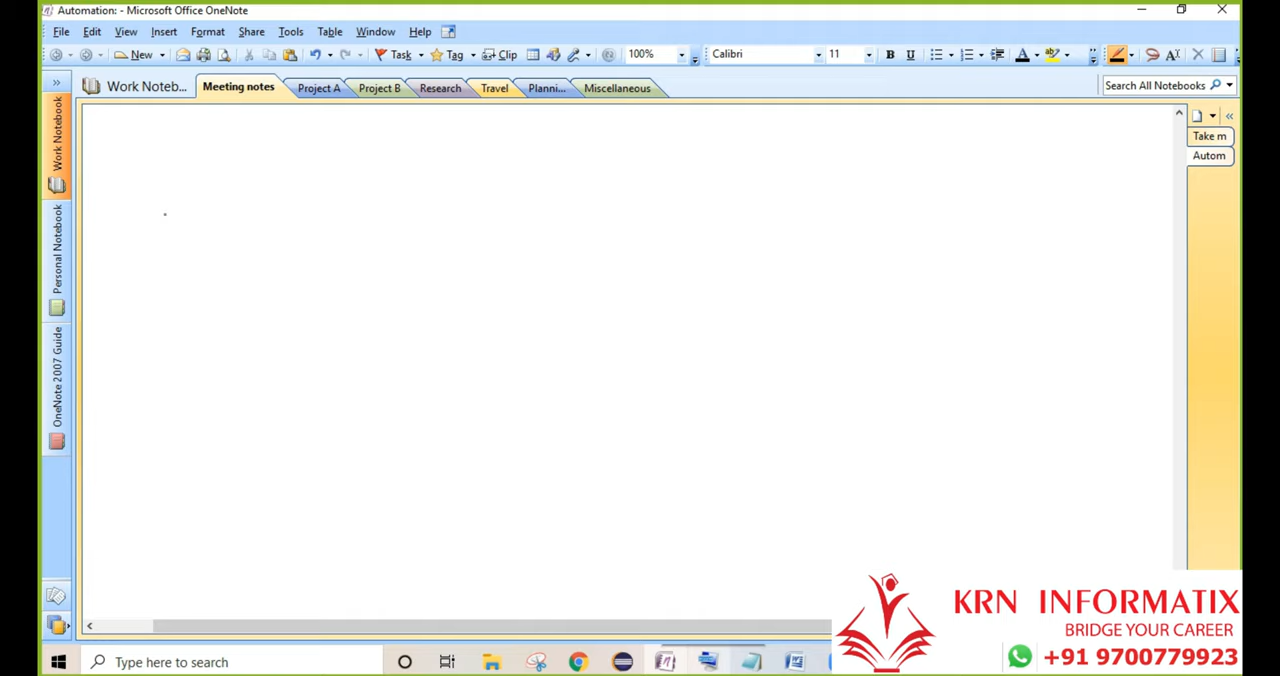 Automation: - Microsoft Office OneNote
File Edit View Insert Format Share Tools Table Window Help
New Task Tag Clip 100% Calibri 11 B U A
Work Noteb... Meeting notes Project A Project B Research Travel Planni... Miscellaneous Search All Notebooks
Take m
Autom
Work Notebook
Personal Notebook
OneNote 2007 Guide
KRN INFORMATIX
BRIDGE YOUR CAREER
+91 9700779923
Type here to search